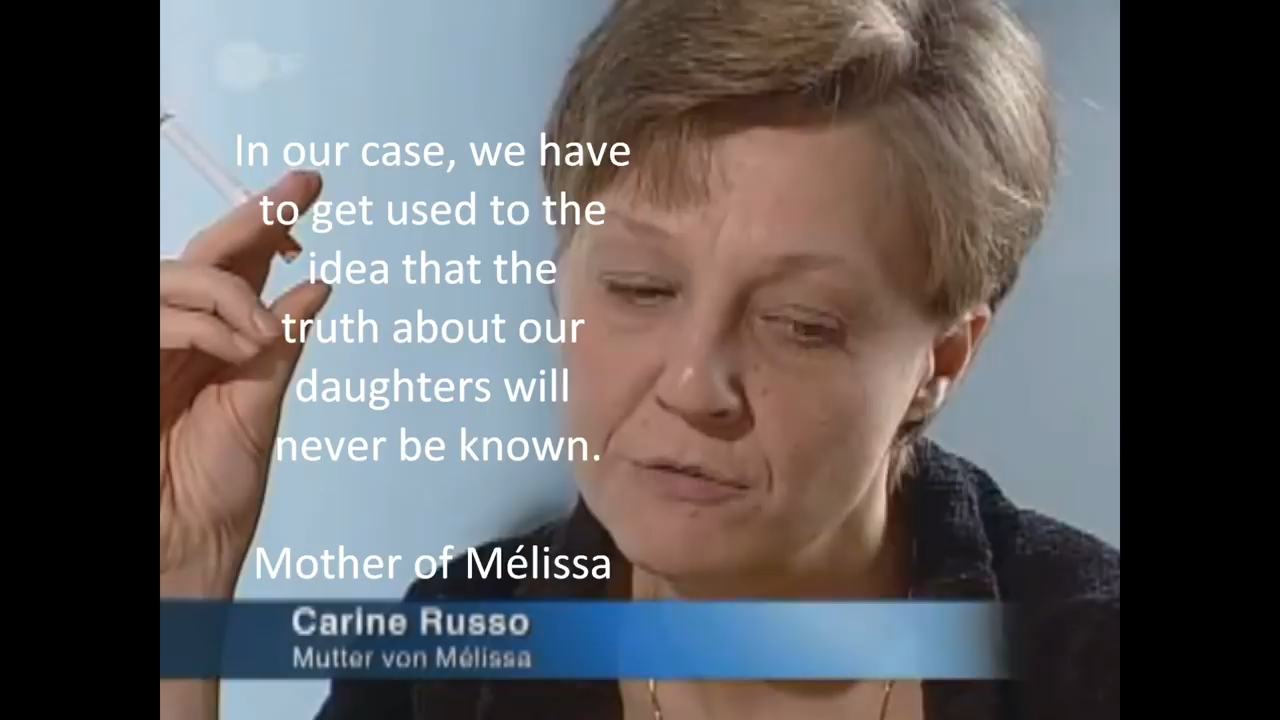 In our case, we have
to get used to the
idea that the
truth about our
daughters will
never be known.
Mother of Mélissa
Carine Russo
Mutter von Mélissa